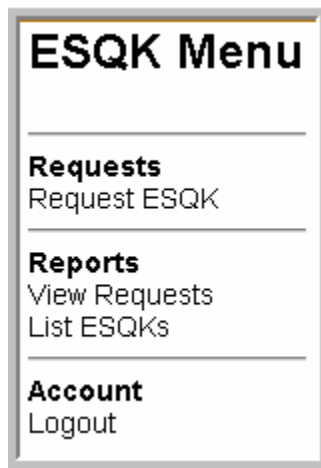 ESQK Menu
Requests
Request ESQK
Reports
View Requests
List ESQKs
Account
Logout